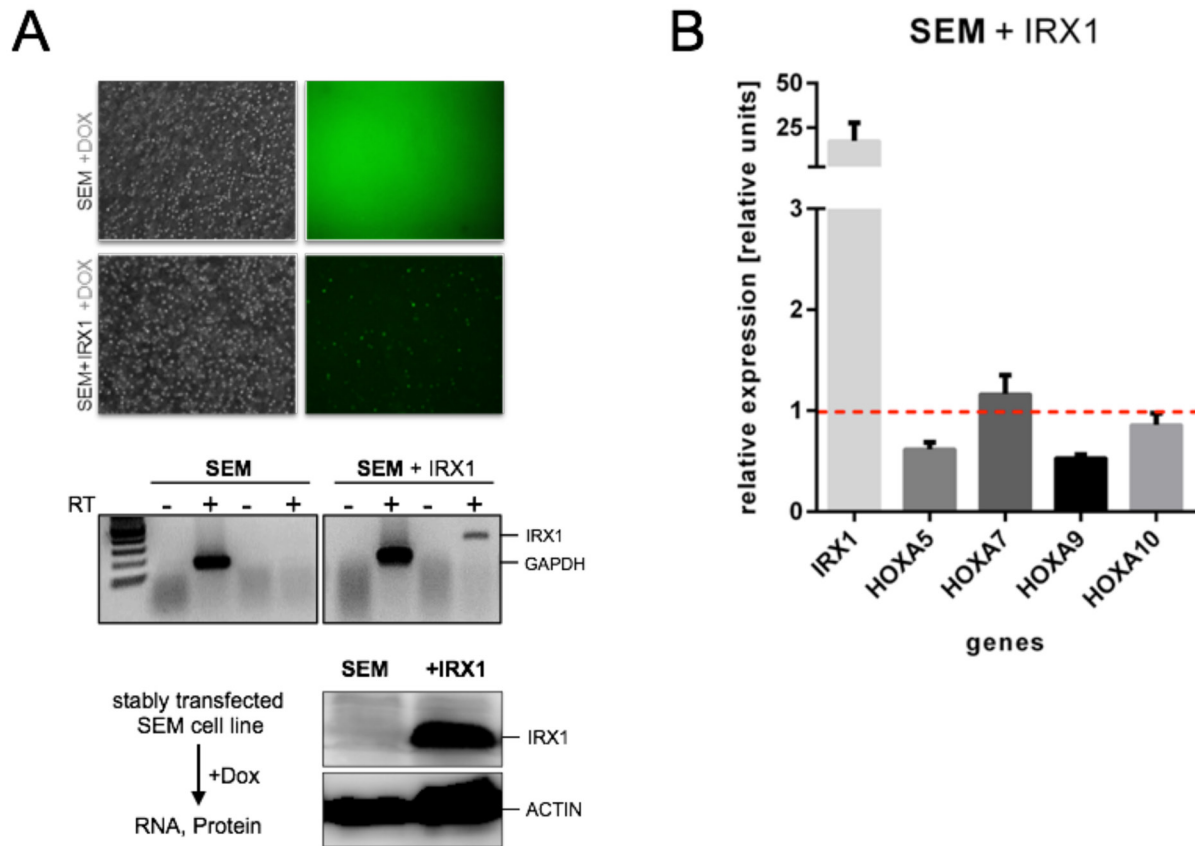 A
SEM +DOX
SEM+IRX1 +DOX
SEM
SEM + IRX1
RT - + - + - + - +
IRX1
GAPDH
SEM +IRX1
stably transfected
SEM cell line
+Dox
RNA, Protein
IRX1
ACTIN
B
SEM + IRX1
relative expression [relative units]
50
25
3
2
1
0
IRX1
HOXA5
HOXA7
HOXA9
HOXA10
genes